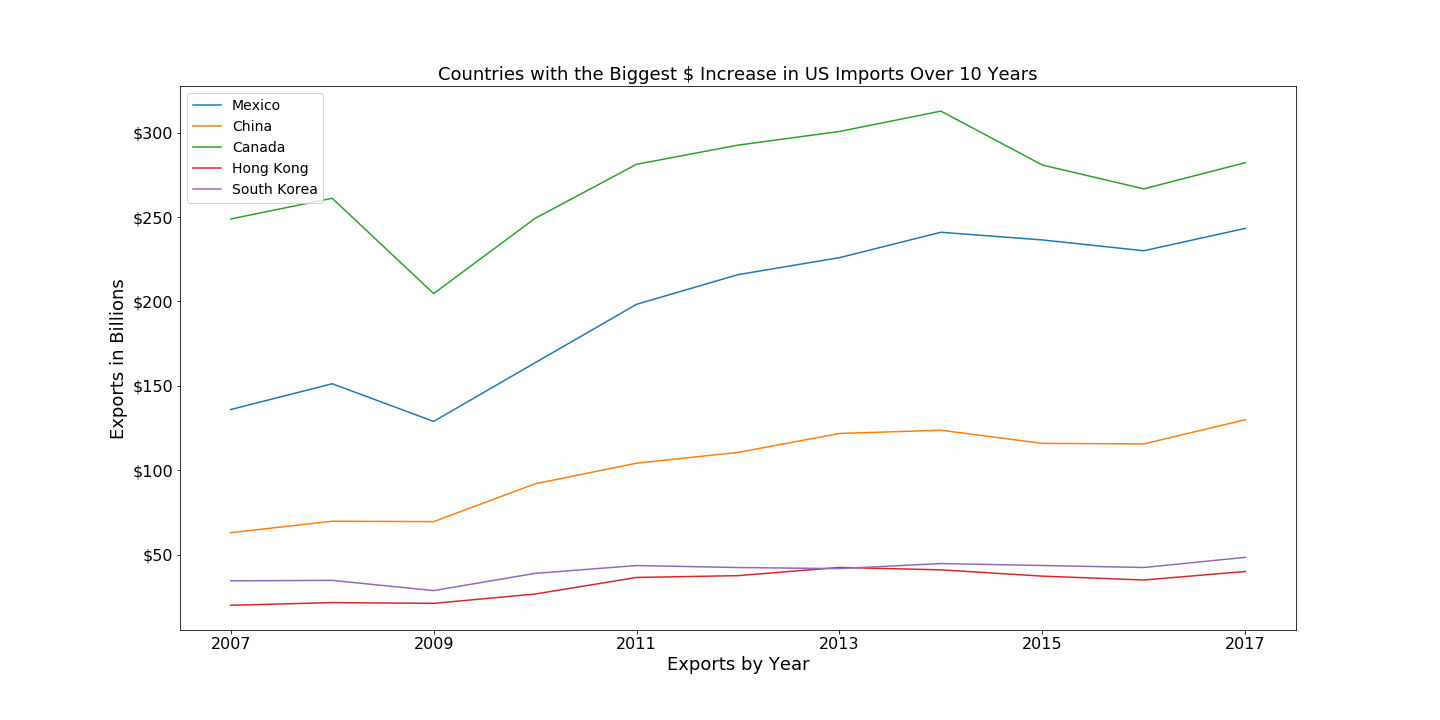 Countries with the Biggest $ Increase in US Imports Over 10 Years
Mexico
China
Canada
Hong Kong
South Korea
$300
$250
$200
$150
$100
$50
Exports in Billions
2007 2009 2011 2013 2015 2017
Exports by Year